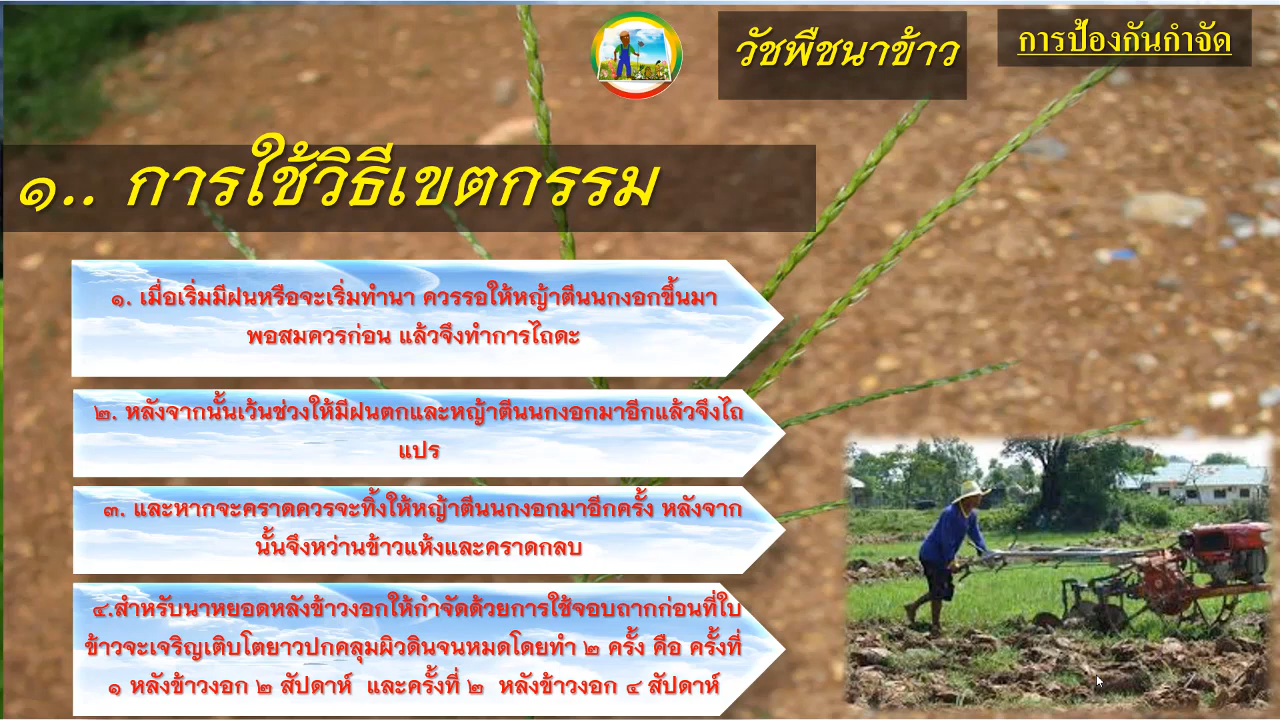 วัชพืชนาข้าว
การป้องกันกำจัด
๑.. การใช้วิธีเขตกรรม
๑. เมื่อเริ่มมีฝนหรือจะเริ่มทำนา ควรรอให้หญ้าตีนนกงอกขึ้นมา
พอสมควรก่อน แล้วจึงทำการไถดะ
๒. หลังจากนั้นเว้นช่วงให้มีฝนตกและหญ้าตีนนกงอกมาอีกแล้วจึงไถ
แปร
๓. และหากจะคราดควรจะทิ้งให้หญ้าตีนนกงอกมาอีกครั้ง หลังจาก
นั้นจึงหว่านข้าวแห้งและคราดกลบ
๔.สำหรับนาหยอดหลังข้าวงอกให้กำจัดด้วยการใช้จอบถากก่อนที่ใบ
ข้าวจะเจริญเติบโตยาวปกคลุมผิวดินจนหมดโดยทำ ๒ ครั้ง คือ ครั้งที่
๑ หลังข้าวงอก ๒ สัปดาห์ และครั้งที่ ๒ หลังข้าวงอก ๔ สัปดาห์